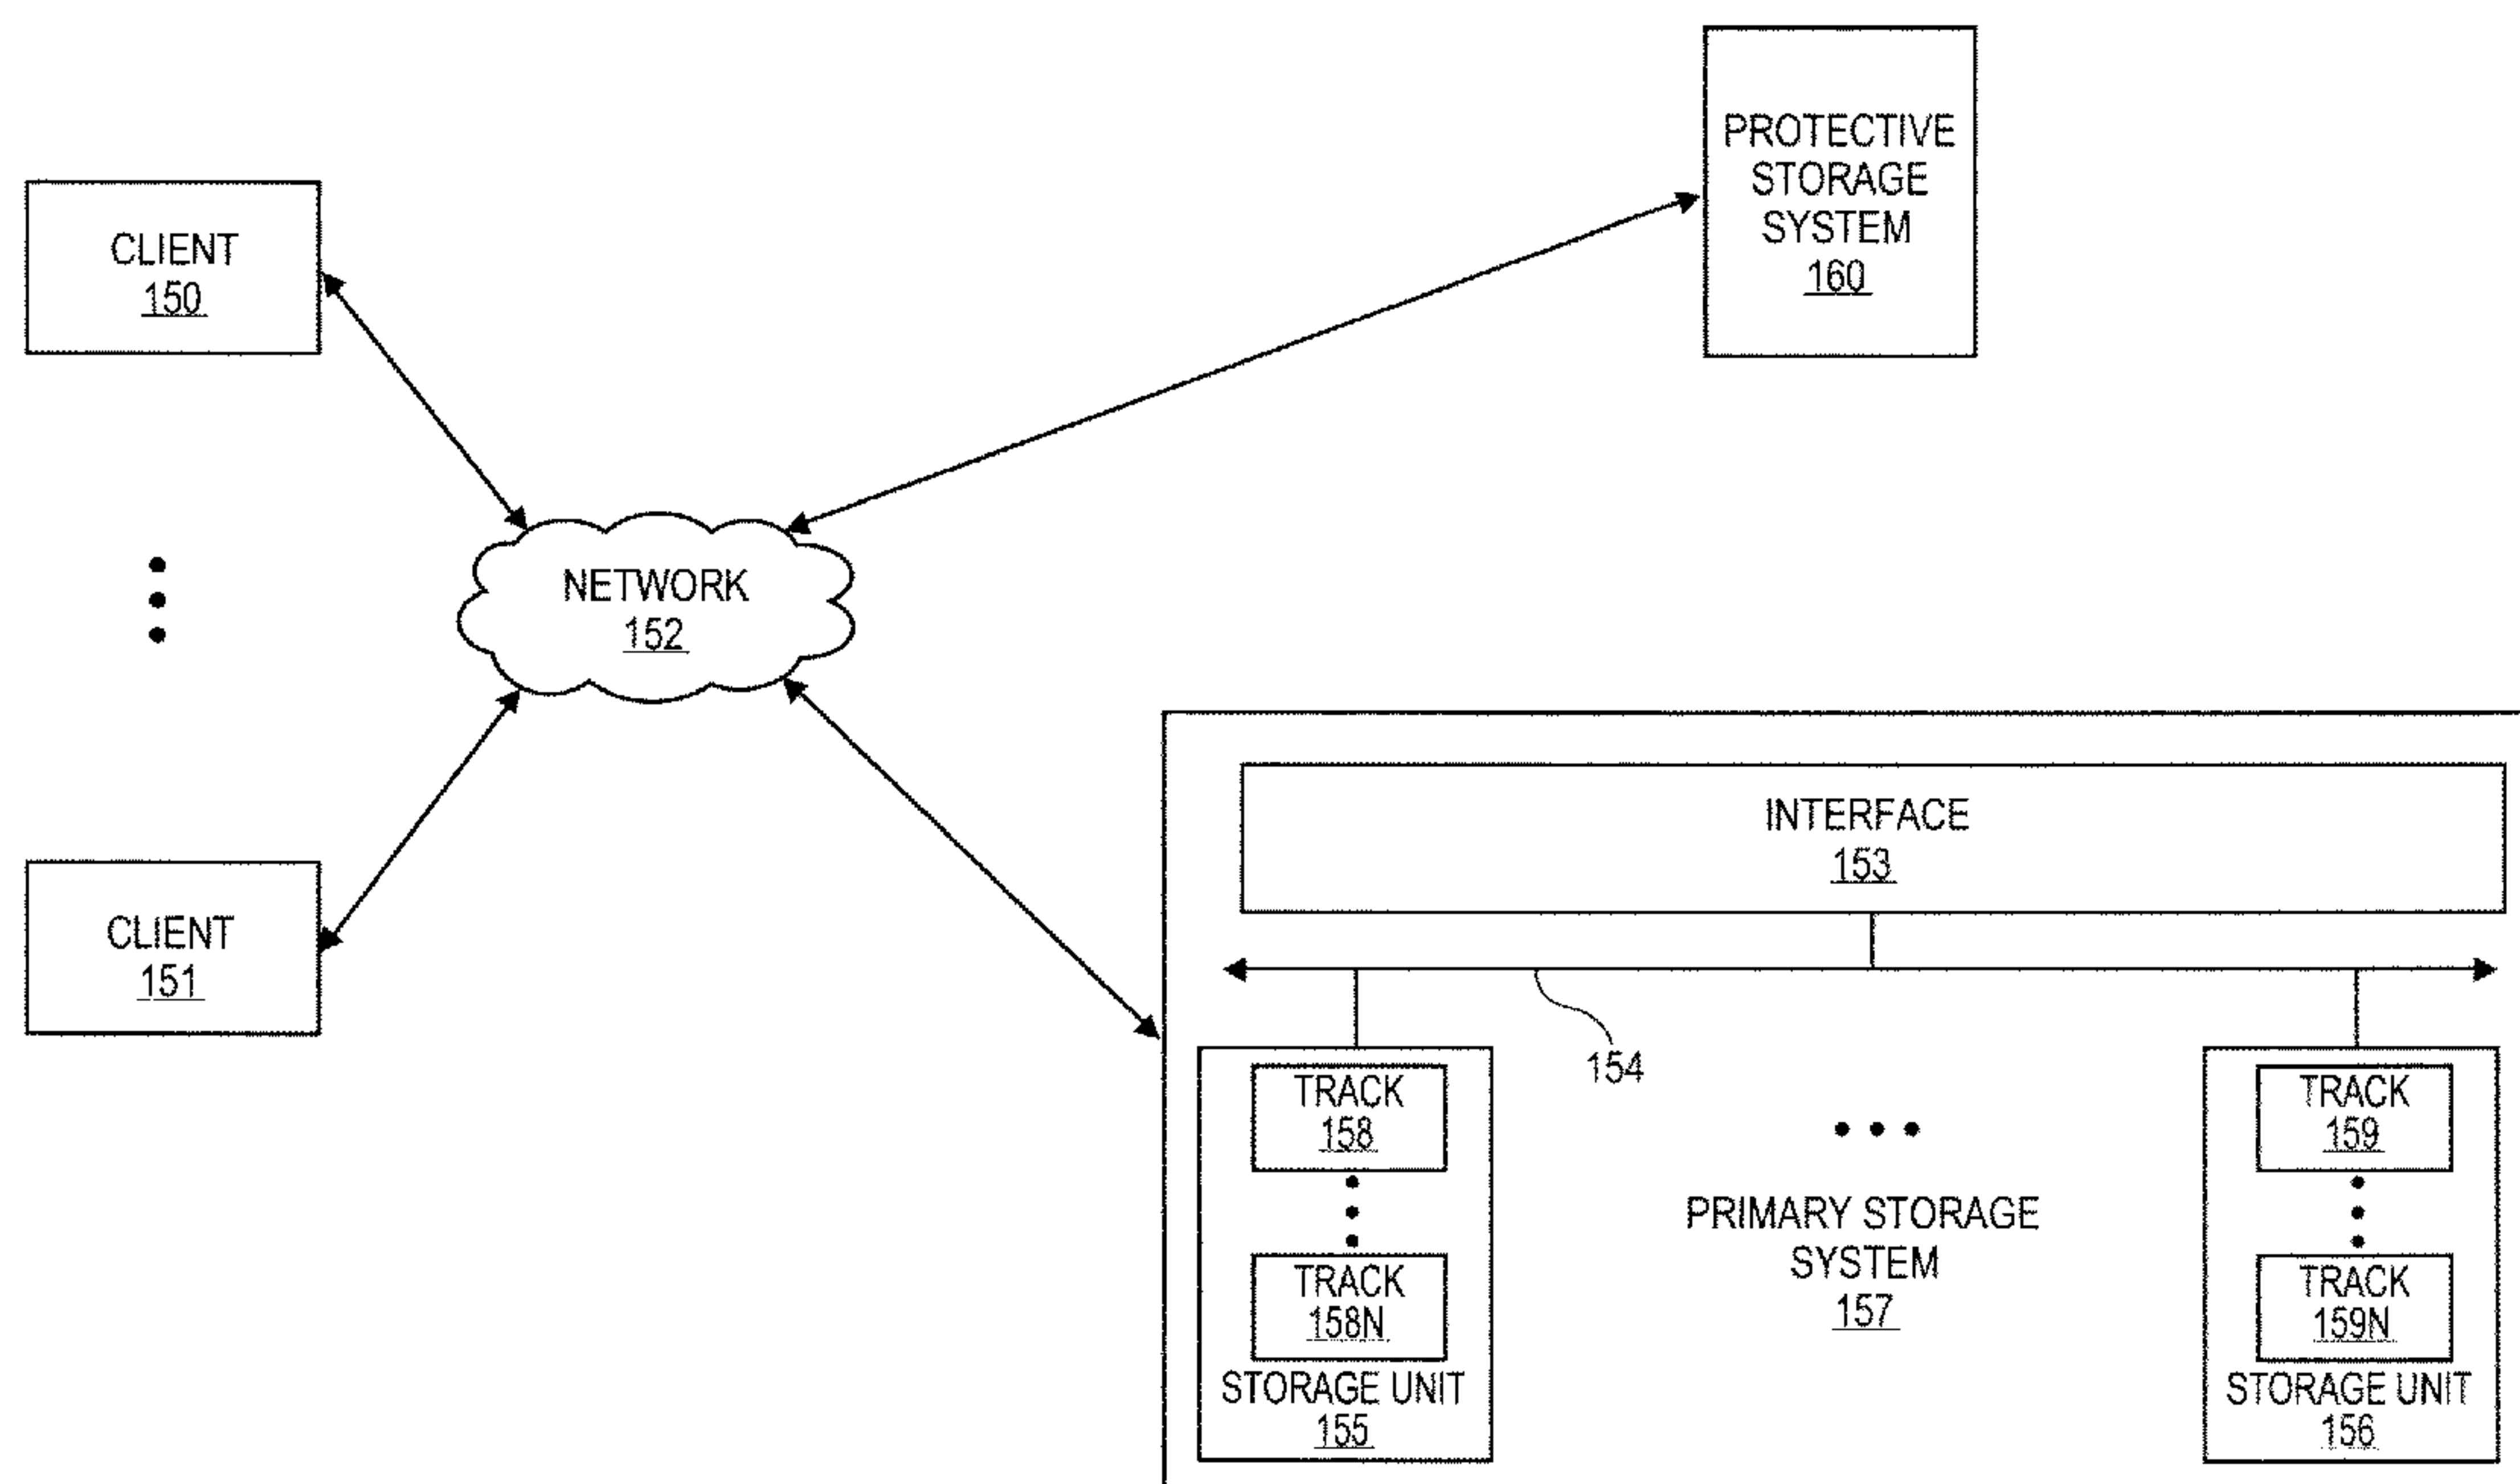 PROTECTIVE
STORAGE
SYSTEM
160
CLIENT
150
NETWORK
152
CLIENT
151
INTERFACE
153
154
TRACK
158
TRACK
158N
STORAGE UNIT
155
PRIMARY STORAGE
SYSTEM
157
TRACK
159
TRACK
159N
STORAGE UNIT
156